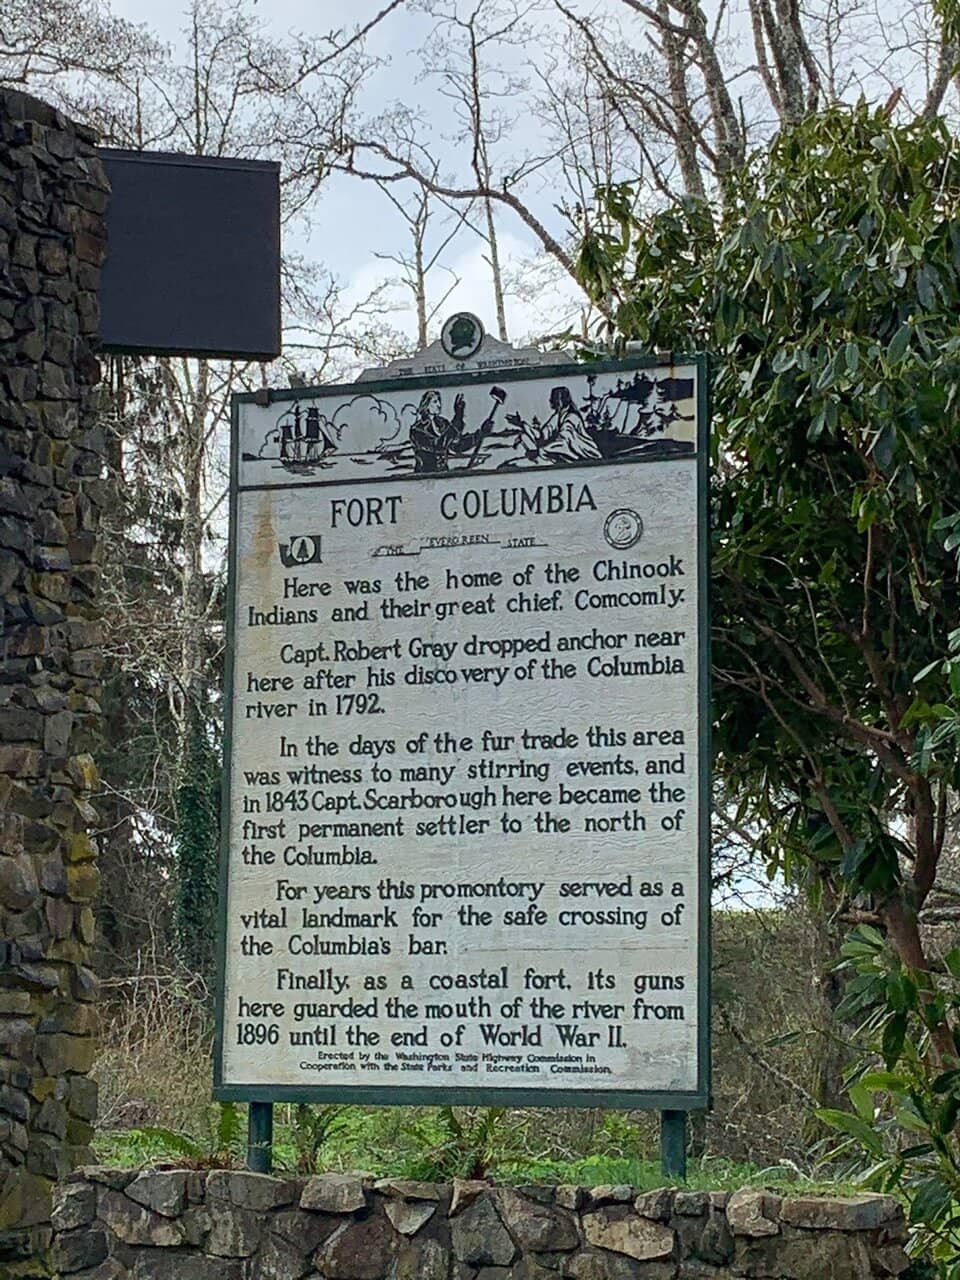 THE STATE OF WASHINGTON
FORT COLUMBIA
THE EVERGREEN STATE
Here was the home of the Chinook
Indians and their great chief, Comcomly.
Capt. Robert Gray dropped anchor near
here after his discovery of the Columbia
river in 1792.
In the days of the fur trade this area
was witness to many stirring events, and
in 1843 Capt. Scarborough here became the
first permanent settler to the north of
the Columbia.
For years this promontory served as a
vital landmark for the safe crossing of
the Columbia's bar.
Finally, as a coastal fort, its guns
here guarded the mouth of the river from
1896 until the end of World War II.
Erected by the Washington State Highway Commission in
Cooperation with the State Parks and Recreation Commission.